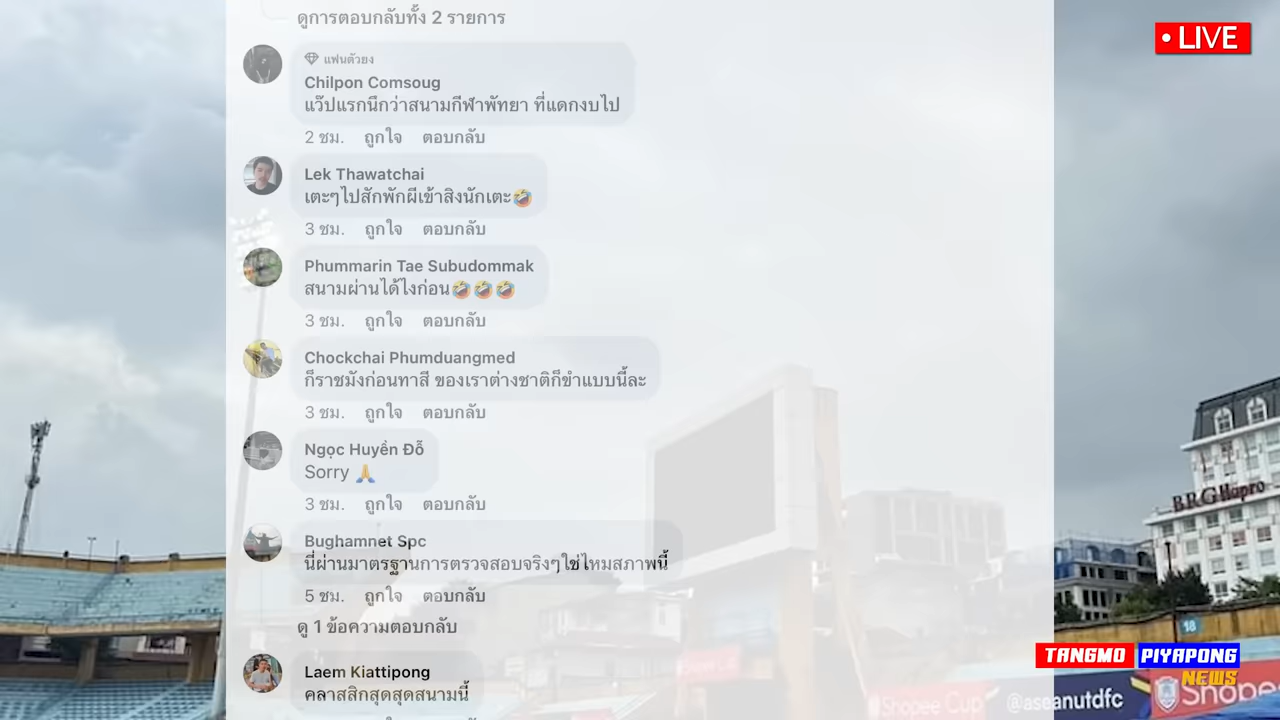 ดูการตอบกลับทั้ง 2 รายการ
• LIVE
แฟนตัวยง
Chilpon Comsoug
แว๊ปแรกนึกว่าสนามกีฬาพัทยา ที่แดกงบไป
2 ชม. ถูกใจ ตอบกลับ
Lek Thawatchai
เตะๆไปสักพักผีเข้าสิงนักเตะ🤣
3 ชม. ถูกใจ ตอบกลับ
Phummarin Tae Subudommak
สนามผ่านได้ไงก่อน🤣🤣🤣
3 ชม. ถูกใจ ตอบกลับ
Chockchai Phumduangmed
ก็ราชมังก่อนทาสี ของเราต่างชาติก็ขำแบบนี้ละ
3 ชม. ถูกใจ ตอบกลับ
Ngọc Huyền Đỗ
Sorry 🙏
3 ชม. ถูกใจ ตอบกลับ
BRG Hapro
Bughamnet Spc
นี่ผ่านมาตรฐานการตรวจสอบจริงๆใช่ไหมสภาพนี้
5 ชม. ถูกใจ ตอบกลับ
ดู 1 ข้อความตอบกลับ
18
TANGMO PIYAPONG
NEWS
Laem Kiattipong
คลาสสิกสุดสุดสนามนี้
Shopee Cup
@aseanutdfc
Shopee